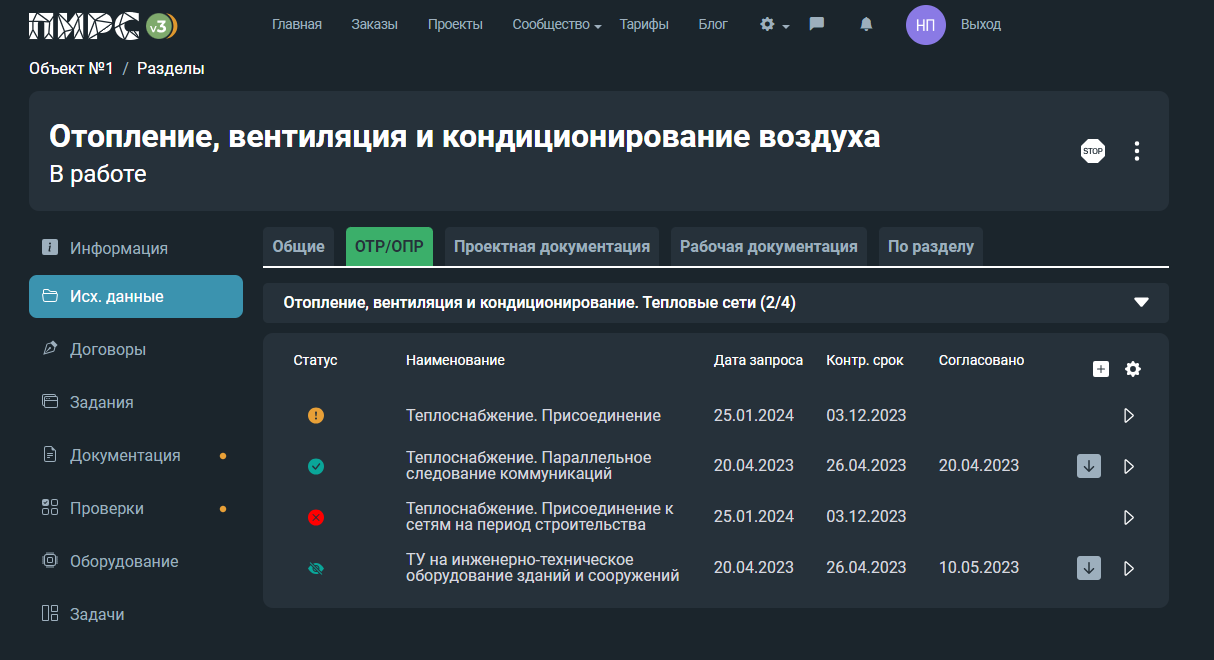 ПИРС v3 Главная Заказы Проекты Сообщество Тарифы Блог НП Выход
Объект №1 / Разделы
Отопление, вентиляция и кондиционирование воздуха
В работе
STOP
Информация
Исх. данные
Договоры
Задания
Документация
Проверки
Оборудование
Задачи
Общие ОТР/ОПР Проектная документация Рабочая документация По разделу
Отопление, вентиляция и кондиционирование. Тепловые сети (2/4)
Статус Наименование Дата запроса Контр. срок Согласовано
Теплоснабжение. Присоединение 25.01.2024 03.12.2023
Теплоснабжение. Параллельное
следование коммуникаций 20.04.2023 26.04.2023 20.04.2023
Теплоснабжение. Присоединение к
сетям на период строительства 25.01.2024 03.12.2023
ТУ на инженерно-техническое
оборудование зданий и сооружений 20.04.2023 26.04.2023 10.05.2023